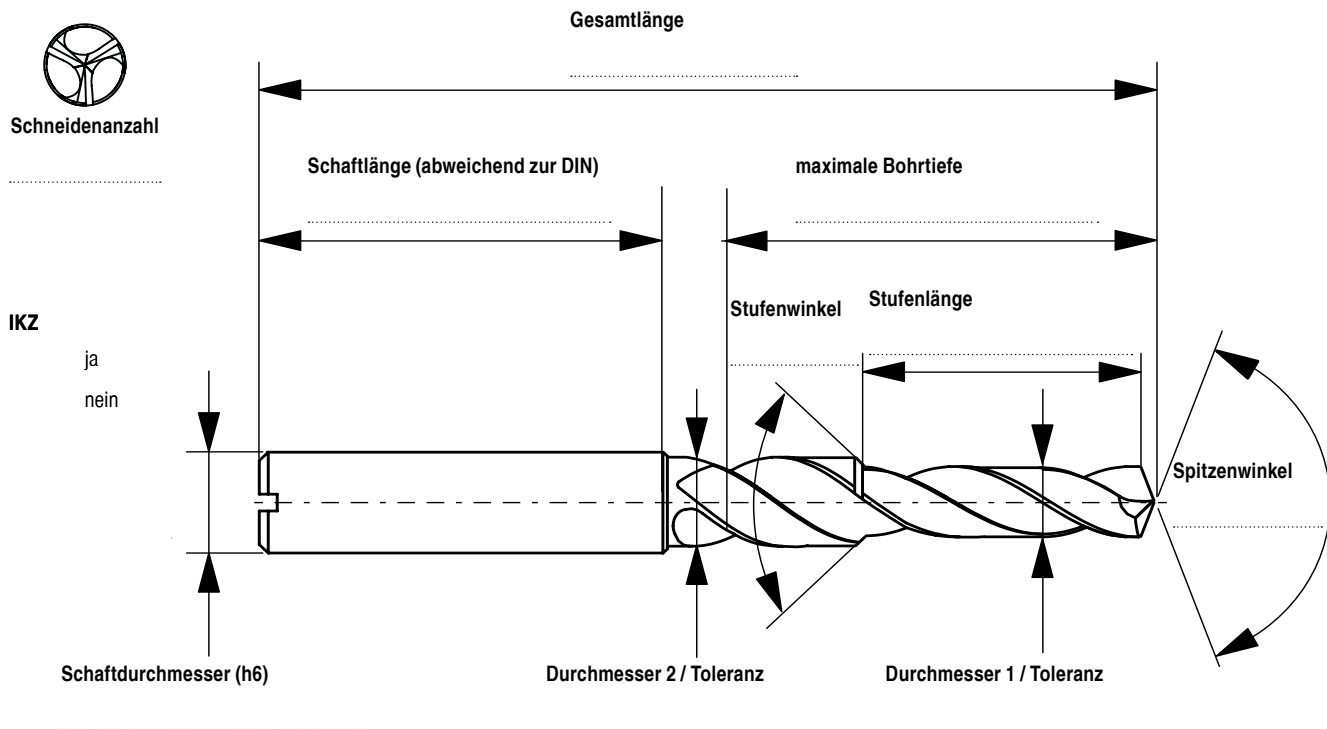 Gesamtlänge
Schneidenanzahl
Schaftlänge (abweichend zur DIN)
maximale Bohrtiefe
Stufenwinkel
Stufenlänge
IKZ
ja
nein
Spitzenwinkel
Schaftdurchmesser (h6)
Durchmesser 2 / Toleranz
Durchmesser 1 / Toleranz